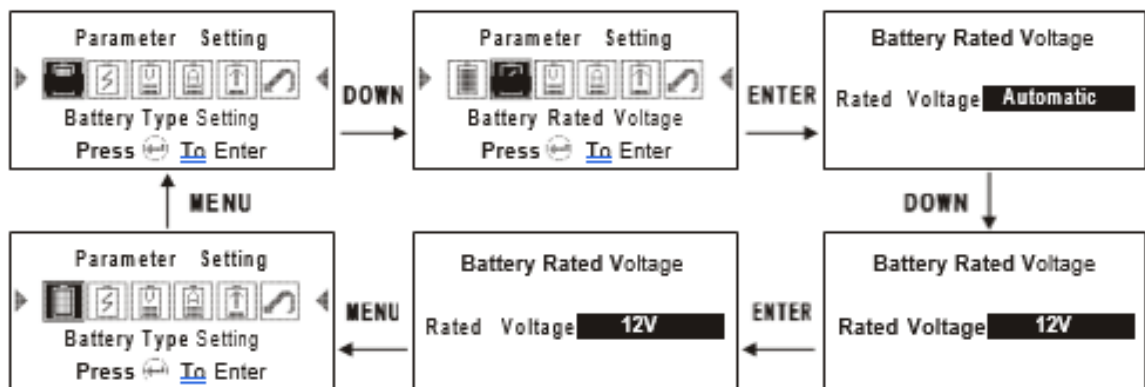 Parameter Setting
Battery Type Setting
Press To Enter
DOWN
Parameter Setting
Battery Rated Voltage
Press To Enter
ENTER
Battery Rated Voltage
Rated Voltage Automatic
MENU
DOWN
Parameter Setting
Battery Type Setting
Press To Enter
MENU
Battery Rated Voltage
Rated Voltage 12V
ENTER
Battery Rated Voltage
Rated Voltage 12V